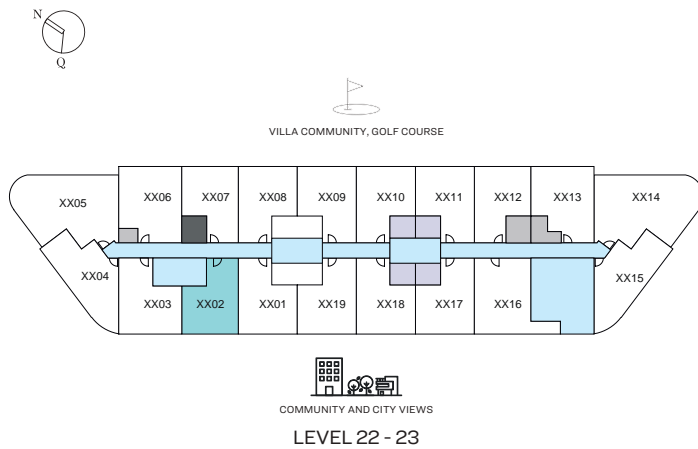 N
Q
VILLA COMMUNITY, GOLF COURSE
XX05 XX06 XX07 XX08 XX09 XX10 XX11 XX12 XX13 XX14
XX04 XX03 XX02 XX01 XX19 XX18 XX17 XX16 XX15
COMMUNITY AND CITY VIEWS
LEVEL 22 - 23